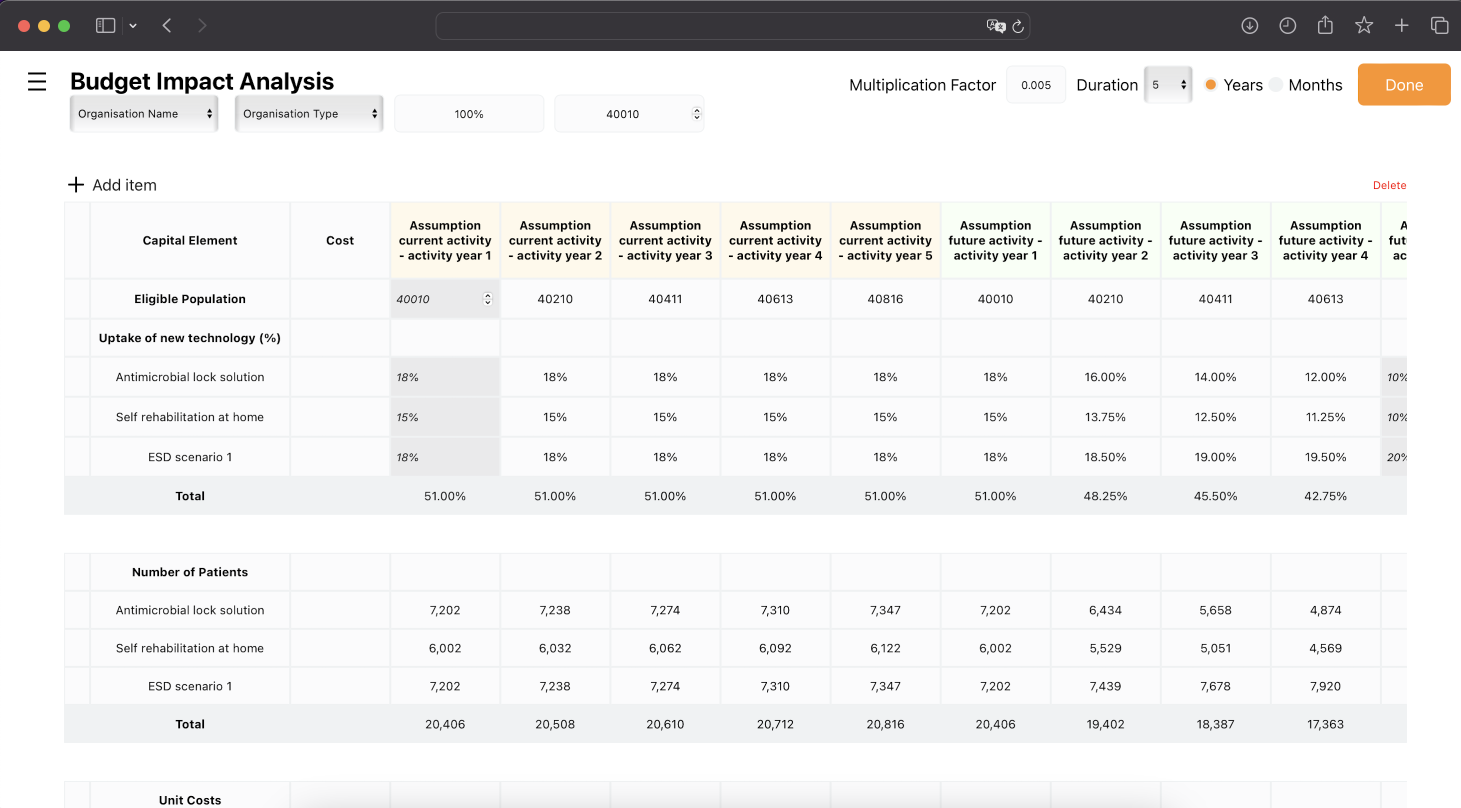 Budget Impact Analysis
Multiplication Factor 0.005 Duration 5 Years Months Done
Organisation Name Organisation Type 100% 40010
Add item Delete
Capital Element Cost Assumption current activity - activity year 1 Assumption current activity - activity year 2 Assumption current activity - activity year 3 Assumption current activity - activity year 4 Assumption current activity - activity year 5 Assumption future activity - activity year 1 Assumption future activity - activity year 2 Assumption future activity - activity year 3 Assumption future activity - activity year 4
Eligible Population 40010 40210 40411 40613 40816 40010 40210 40411 40613
Uptake of new technology (%)
Antimicrobial lock solution 18% 18% 18% 18% 18% 18% 16.00% 14.00% 12.00% 10%
Self rehabilitation at home 15% 15% 15% 15% 15% 15% 13.75% 12.50% 11.25% 10%
ESD scenario 1 18% 18% 18% 18% 18% 18% 18.50% 19.00% 19.50% 20%
Total 51.00% 51.00% 51.00% 51.00% 51.00% 51.00% 48.25% 45.50% 42.75%
Number of Patients
Antimicrobial lock solution 7,202 7,238 7,274 7,310 7,347 7,202 6,434 5,658 4,874
Self rehabilitation at home 6,002 6,032 6,062 6,092 6,122 6,002 5,529 5,051 4,569
ESD scenario 1 7,202 7,238 7,274 7,310 7,347 7,202 7,439 7,678 7,920
Total 20,406 20,508 20,610 20,712 20,816 20,406 19,402 18,387 17,363
Unit Costs